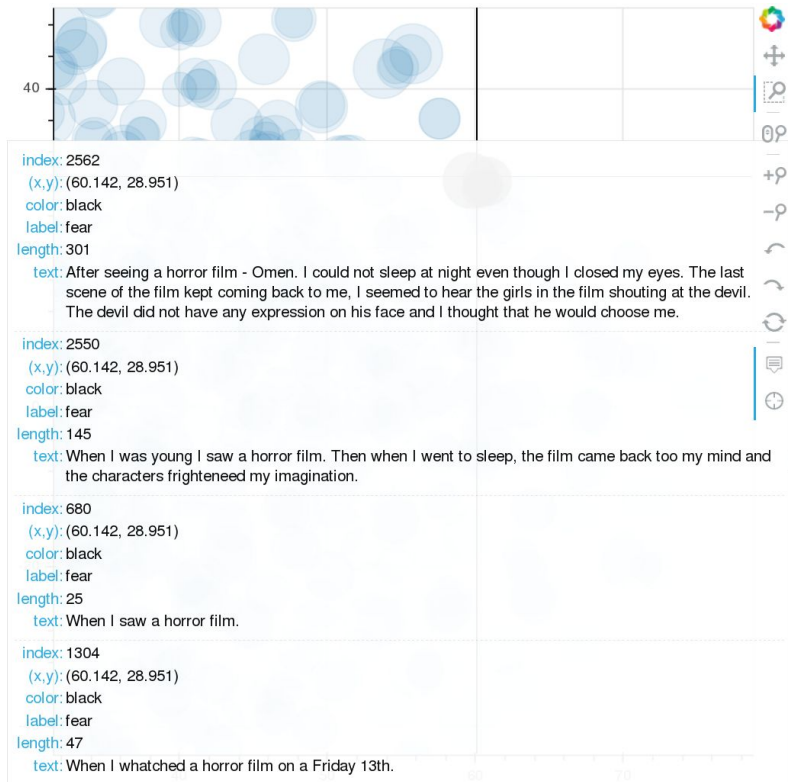 40
index: 2562
(x,y): (60.142, 28.951)
color: black
label: fear
length: 301
text: After seeing a horror film - Omen. I could not sleep at night even though I closed my eyes. The last
scene of the film kept coming back to me, I seemed to hear the girls in the film shouting at the devil.
The devil did not have any expression on his face and I thought that he would choose me.
index: 2550
(x,y): (60.142, 28.951)
color: black
label: fear
length: 145
text: When I was young I saw a horror film. Then when I went to sleep, the film came back too my mind and
the characters frighteneed my imagination.
index: 680
(x,y): (60.142, 28.951)
color: black
label: fear
length: 25
text: When I saw a horror film.
index: 1304
(x,y): (60.142, 28.951)
color: black
label: fear
length: 47
text: When I whatched a horror film on a Friday 13th.
40 50 60 70